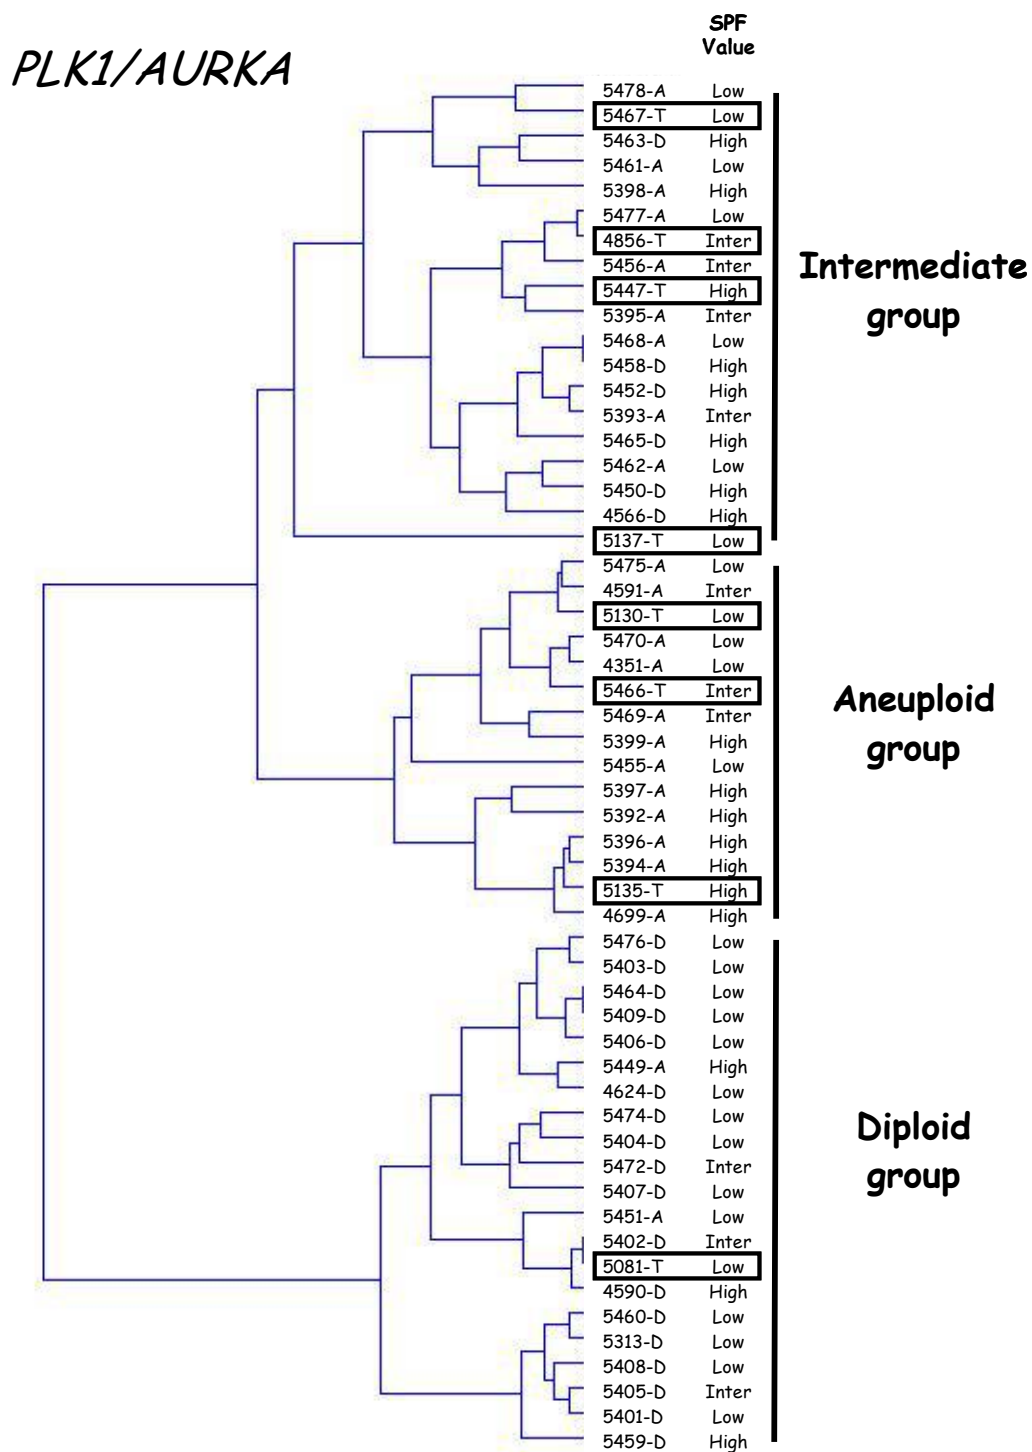 SPF
Value
PLK1/AURKA
5478-A Low
5467-T Low
5463-D High
5461-A Low
5398-A High
5477-A Low
4856-T Inter
5456-A Inter
5447-T High
5395-A Inter
5468-A Low
5458-D High
5452-D High
5393-A Inter
5465-D High
5462-A Low
5450-D High
4566-D High
5137-T Low
Intermediate
group
5475-A Low
4591-A Inter
5130-T Low
5470-A Low
4351-A Low
5466-T Inter
5469-A Inter
5399-A High
5455-A Low
5397-A High
5392-A High
5396-A High
5394-A High
5135-T High
4699-A High
Aneuploid
group
5476-D Low
5403-D Low
5464-D Low
5409-D Low
5406-D Low
5449-A High
4624-D Low
5474-D Low
5404-D Low
5472-D Inter
5407-D Low
5451-A Low
5402-D Inter
5081-T Low
4590-D High
5460-D Low
5313-D Low
5408-D Low
5405-D Inter
5401-D Low
5459-D High
Diploid
group